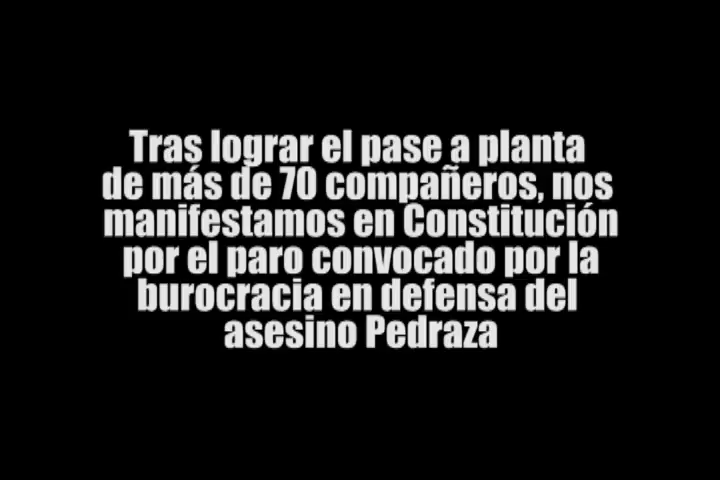 Tras lograr el pase a planta
de más de 70 compañeros, nos
manifestamos en Constitución
por el paro convocado por la
burocracia en defensa del
asesino Pedraza